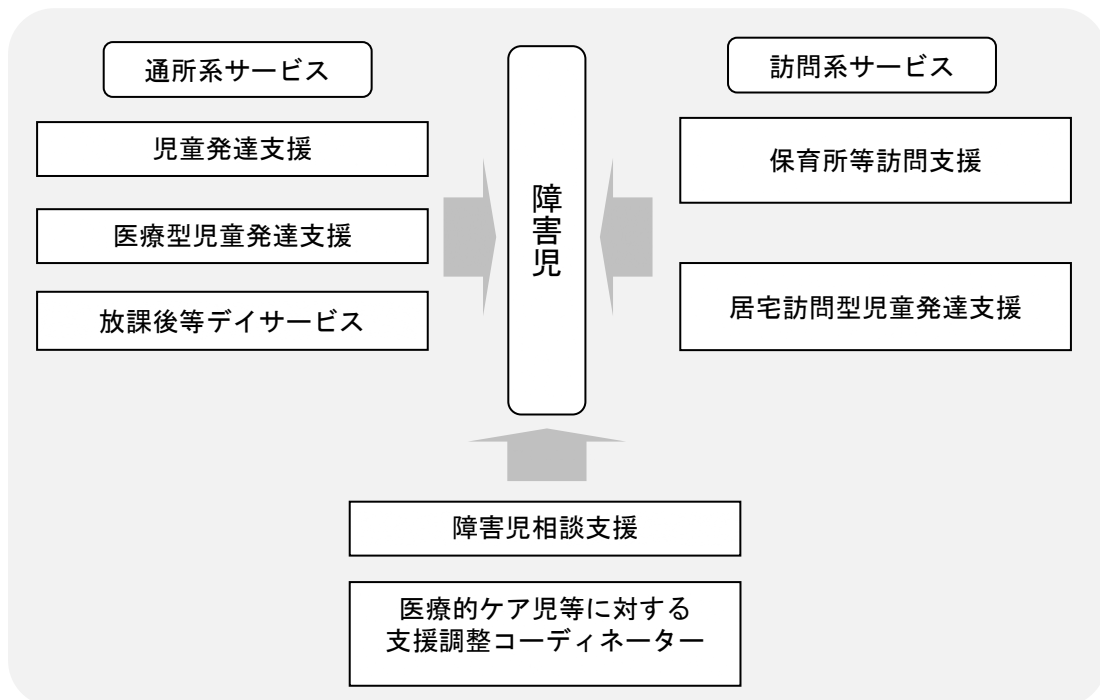 通所系サービス
児童発達支援
医療型児童発達支援
放課後等デイサービス
障害児
訪問系サービス
保育所等訪問支援
居宅訪問型児童発達支援
障害児相談支援
医療的ケア児等に対する
支援調整コーディネーター